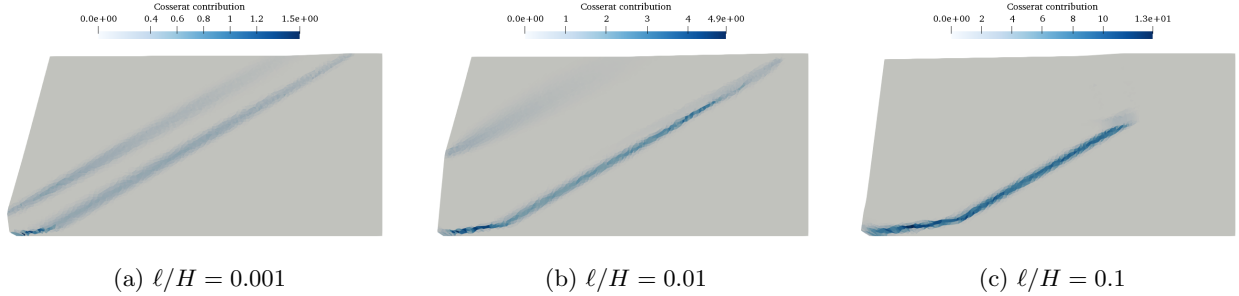 Cosserat contribution
0.0e+00 0.4 0.6 0.8 1 1.2 1.5e+00
Cosserat contribution
0.0e+00 1 2 3 4 4.9e+00
Cosserat contribution
0.0e+00 2 4 6 8 10 1.3e+01
(a) ℓ/H = 0.001
(b) ℓ/H = 0.01
(c) ℓ/H = 0.1